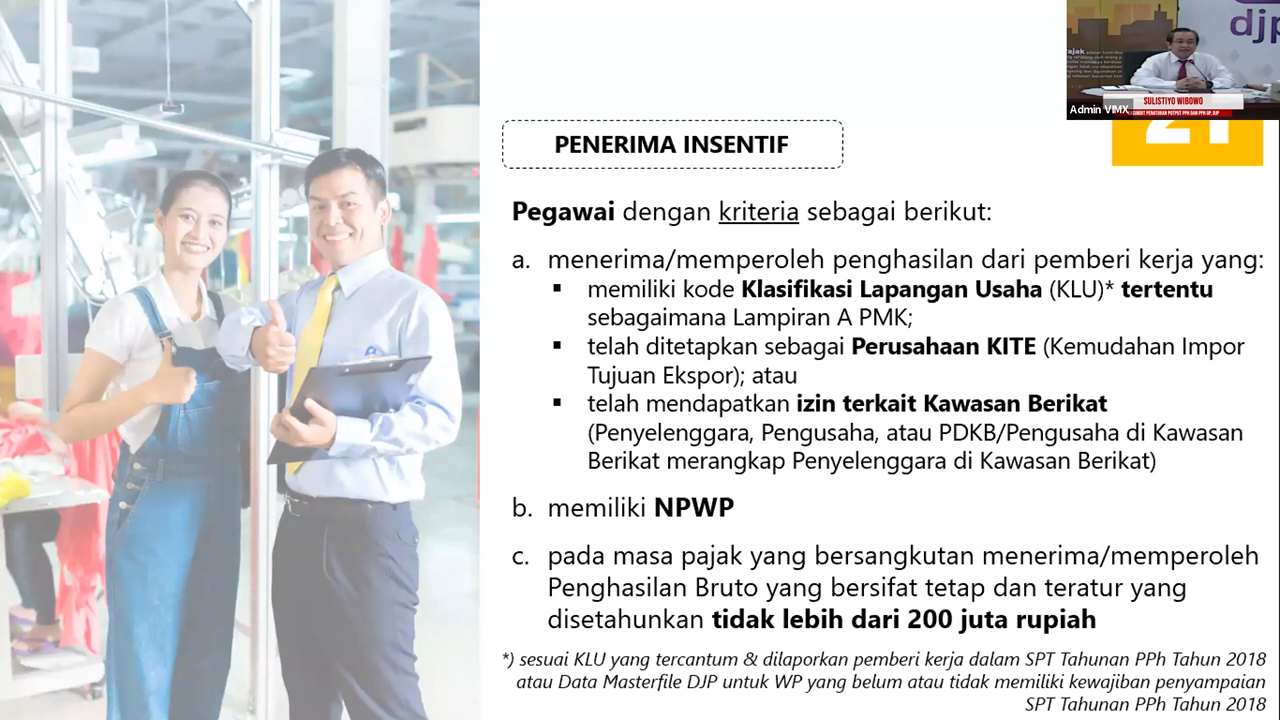 djp
pajak
SULISTIYO WIBOWO
Admin VIMX
21
PENERIMA INSENTIF
Pegawai dengan kriteria sebagai berikut:
a. menerima/memperoleh penghasilan dari pemberi kerja yang:
▪ memiliki kode Klasifikasi Lapangan Usaha (KLU)* tertentu
sebagaimana Lampiran A PMK;
▪ telah ditetapkan sebagai Perusahaan KITE (Kemudahan Impor
Tujuan Ekspor); atau
▪ telah mendapatkan izin terkait Kawasan Berikat
(Penyelenggara, Pengusaha, atau PDKB/Pengusaha di Kawasan
Berikat merangkap Penyelenggara di Kawasan Berikat)
b. memiliki NPWP
c. pada masa pajak yang bersangkutan menerima/memperoleh
Penghasilan Bruto yang bersifat tetap dan teratur yang
disetahunkan tidak lebih dari 200 juta rupiah
*) sesuai KLU yang tercantum & dilaporkan pemberi kerja dalam SPT Tahunan PPh Tahun 2018
atau Data Masterfile DJP untuk WP yang belum atau tidak memiliki kewajiban penyampaian
SPT Tahunan PPh Tahun 2018